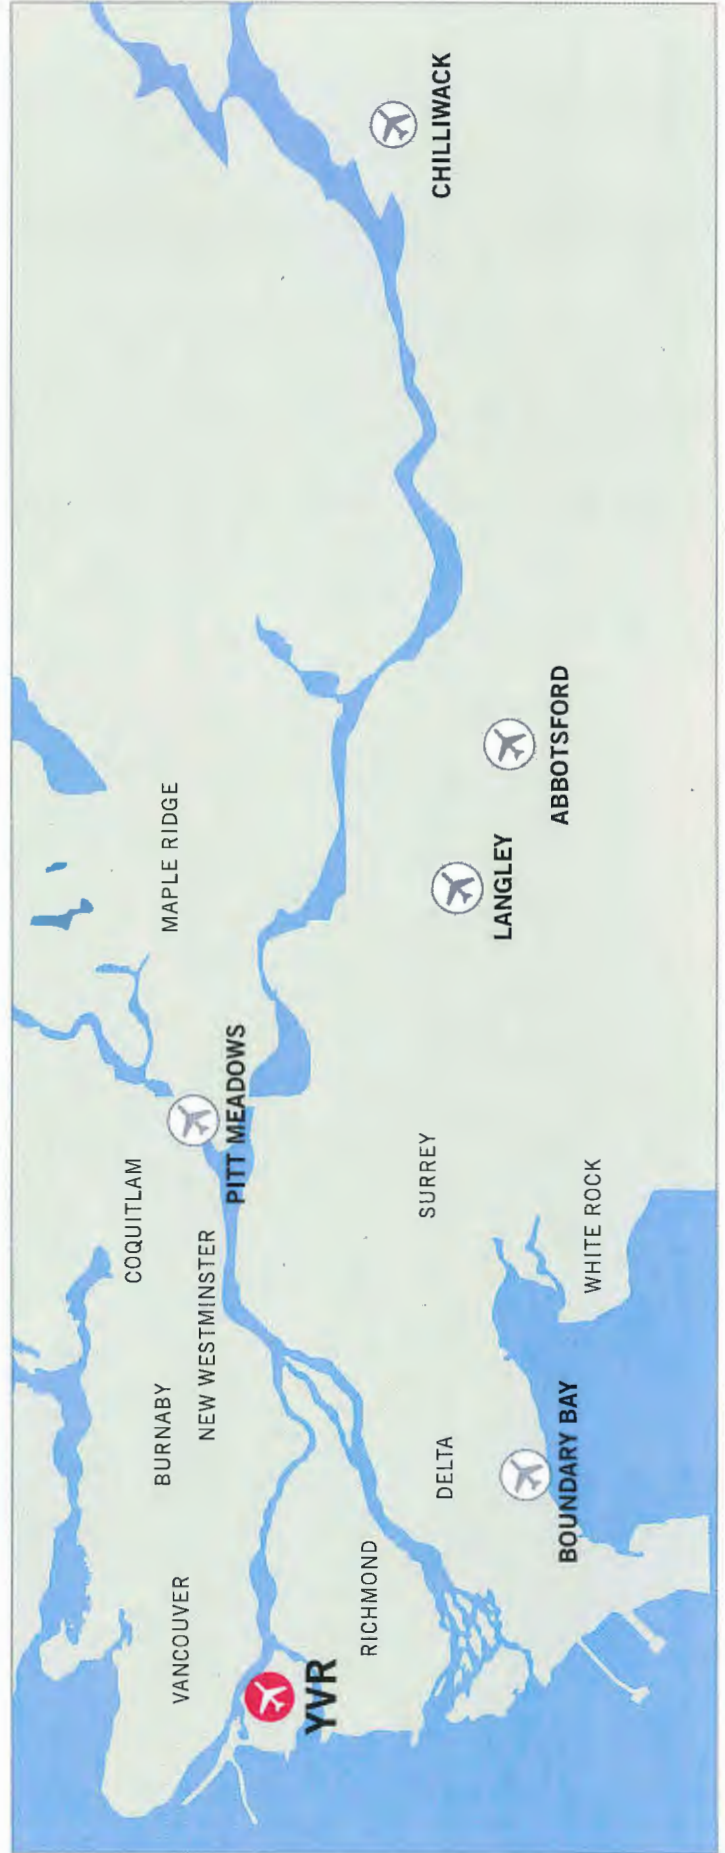 VANCOUVER
BURNABY
COQUITLAM
MAPLE RIDGE
NEW WESTMINSTER
PITT MEADOWS
YVR
RICHMOND
SURREY
CHILLIWACK
DELTA
LANGLEY
BOUNDARY BAY
WHITE ROCK
ABBOTSFORD